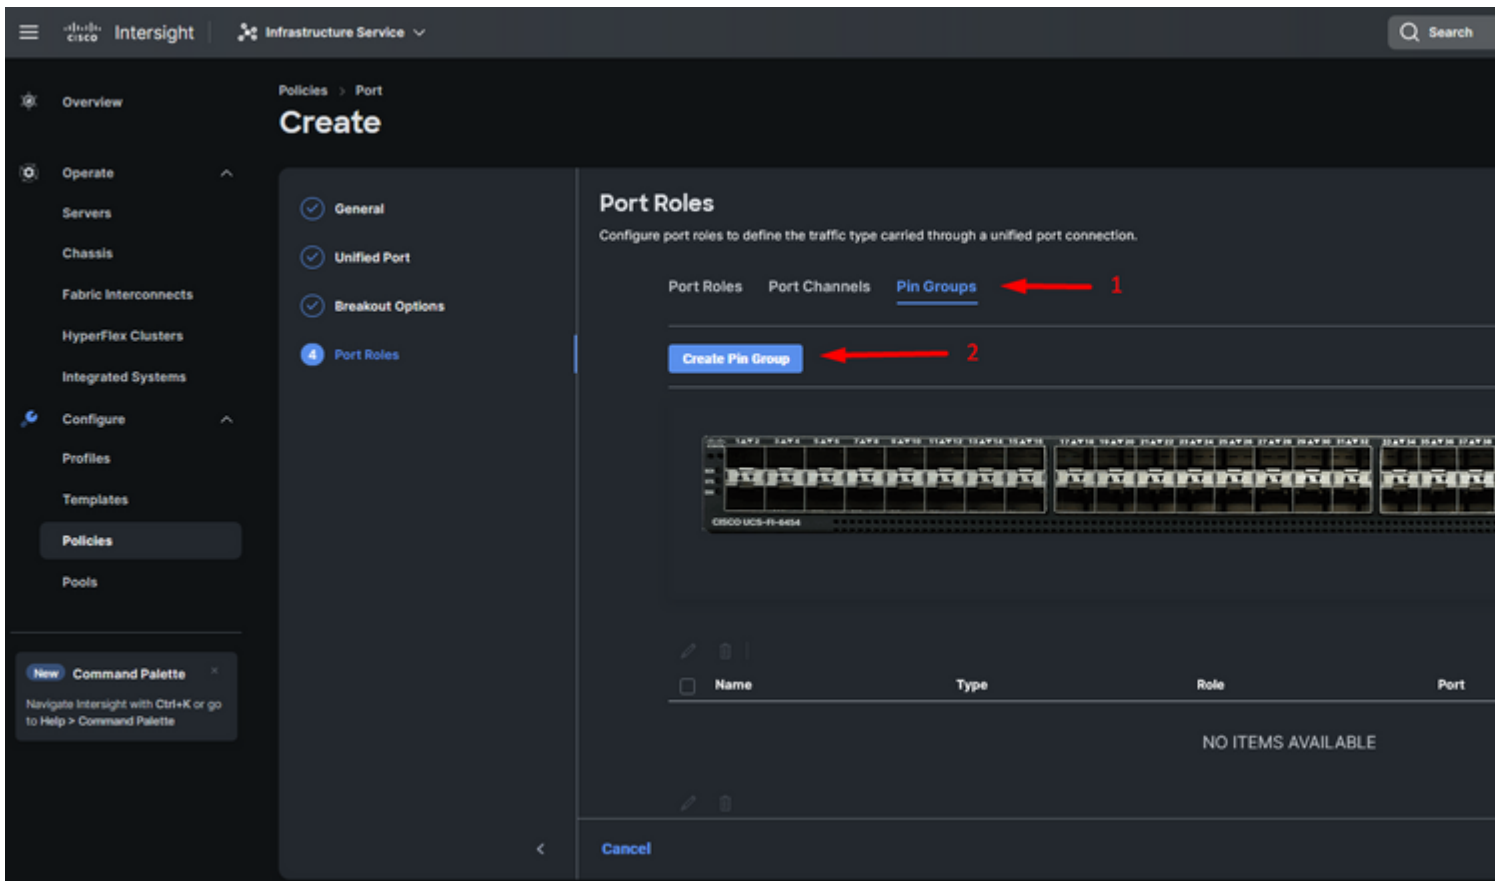 CISCO Intersight
Infrastructure Service
Search
Overview
Operate
Servers
Chassis
Fabric Interconnects
HyperFlex Clusters
Integrated Systems
Configure
Profiles
Templates
Policies
Pools
New Command Palette ×
Navigate Intersight with Ctrl+K or go
to Help > Command Palette
Policies > Port
Create
General
Unified Port
Breakout Options
4 Port Roles
Port Roles
Configure port roles to define the traffic type carried through a unified port connection.
Port Roles Port Channels Pin Groups 1
Create Pin Group 2
CISCO UCS-FI-6454
Name Type Role Port
NO ITEMS AVAILABLE
Cancel